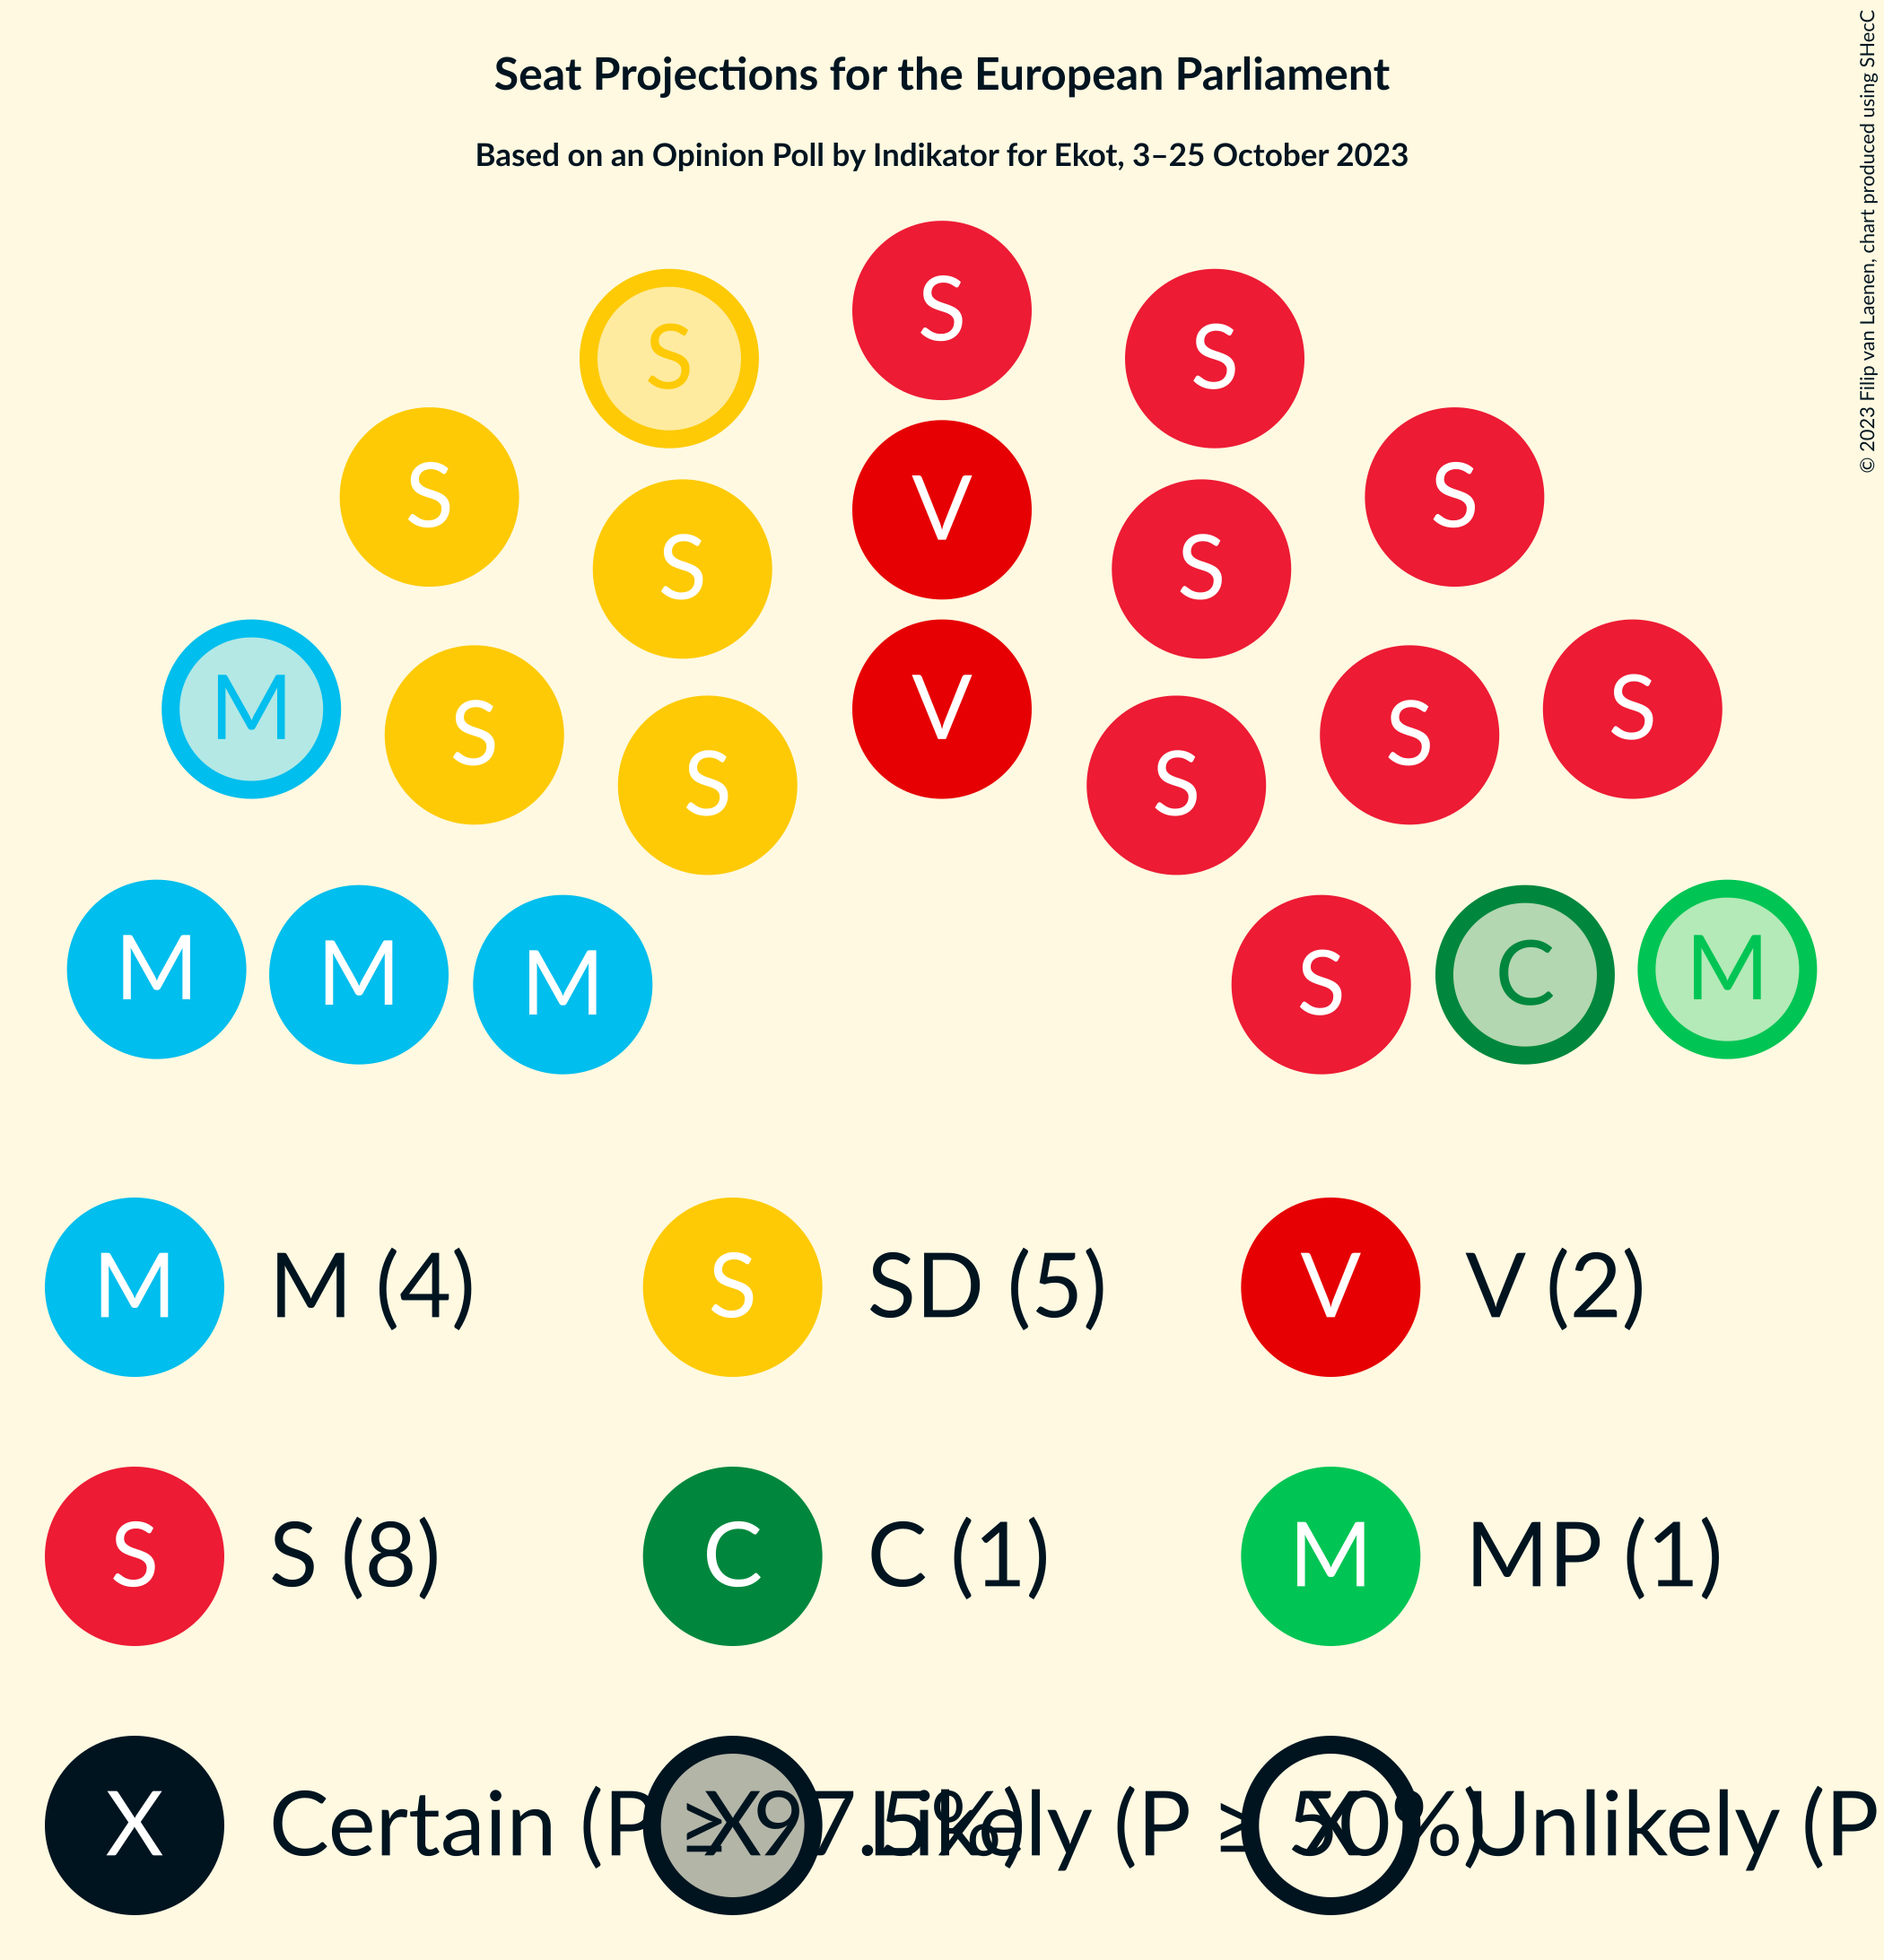 Seat Projections for the European Parliament
Based on an Opinion Poll by Indikator for Ekot, 3–25 October 2023
© 2023 Filip van Laenen, chart produced using SHecC
S
S S
S S
V
S S
M V S
S S
S S
M M M S C M
M M (4) S SD (5) V V (2)
S S (8) C C (1) M MP (1)
X Certain (P ≥ 97.5%) X Likely (P ≥ 50%) X Unlikely (P